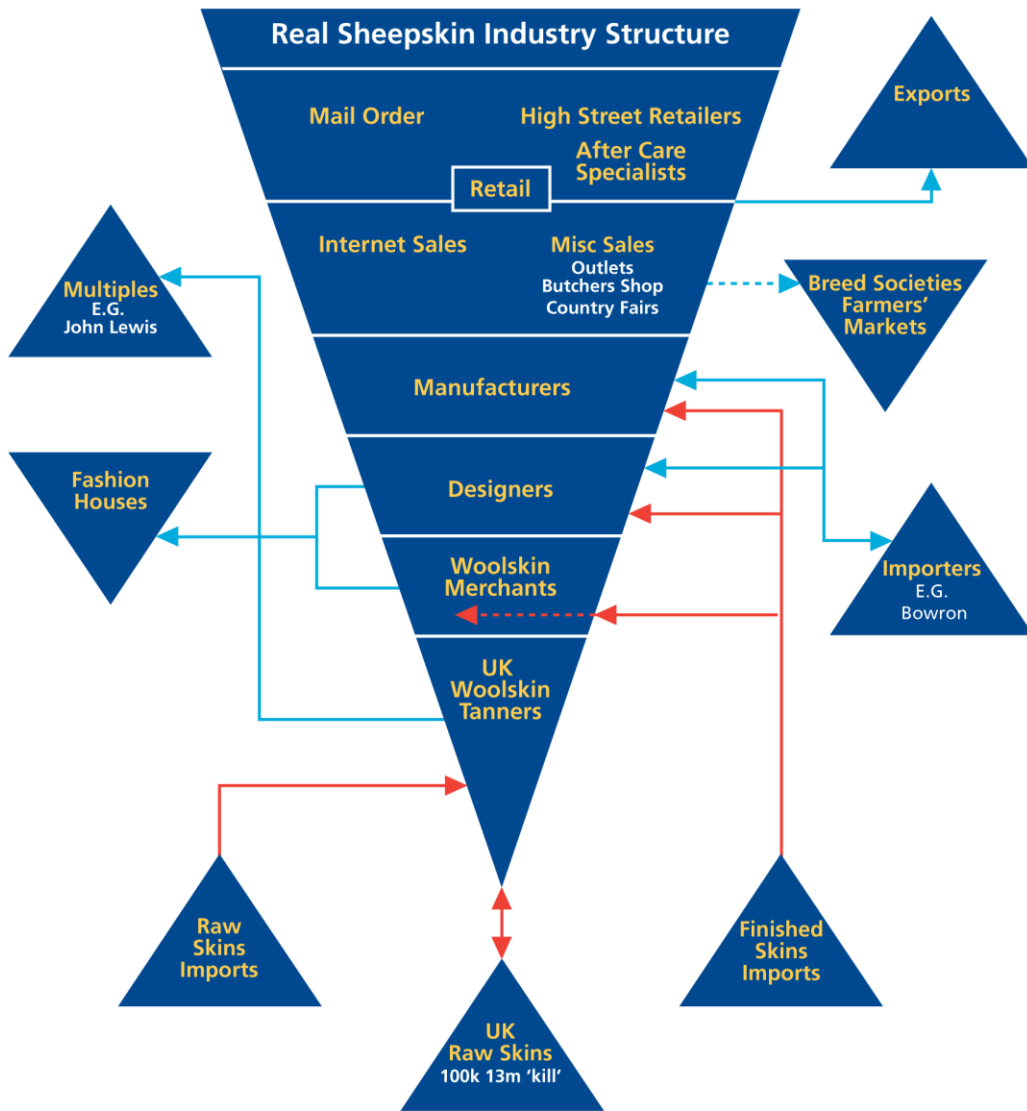 Real Sheepskin Industry Structure
Mail Order
High Street Retailers
After Care
Specialists
Retail
Internet Sales
Misc Sales
Outlets
Butchers Shop
Country Fairs
Exports
Multiples
E.G.
John Lewis
Breed Societies
Farmers’
Markets
Manufacturers
Fashion
Houses
Designers
Woolskin
Merchants
Importers
E.G.
Bowron
UK
Woolskin
Tanners
Raw
Skins
Imports
Finished
Skins
Imports
UK
Raw Skins
100k 13m ‘kill’